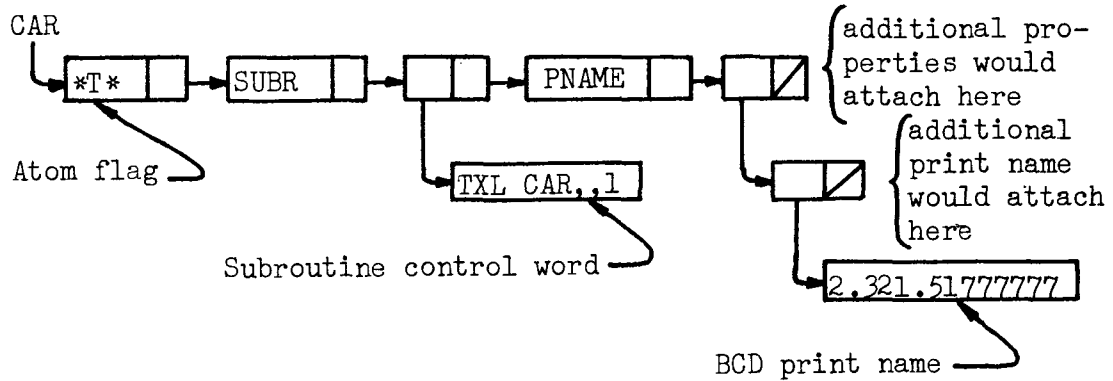 CAR
*T*
SUBR
PNAME
additional pro-
perties would
attach here
Atom flag
TXL CAR,,1
additional
print name
would attach
here
Subroutine control word
2.321.51777777
BCD print name